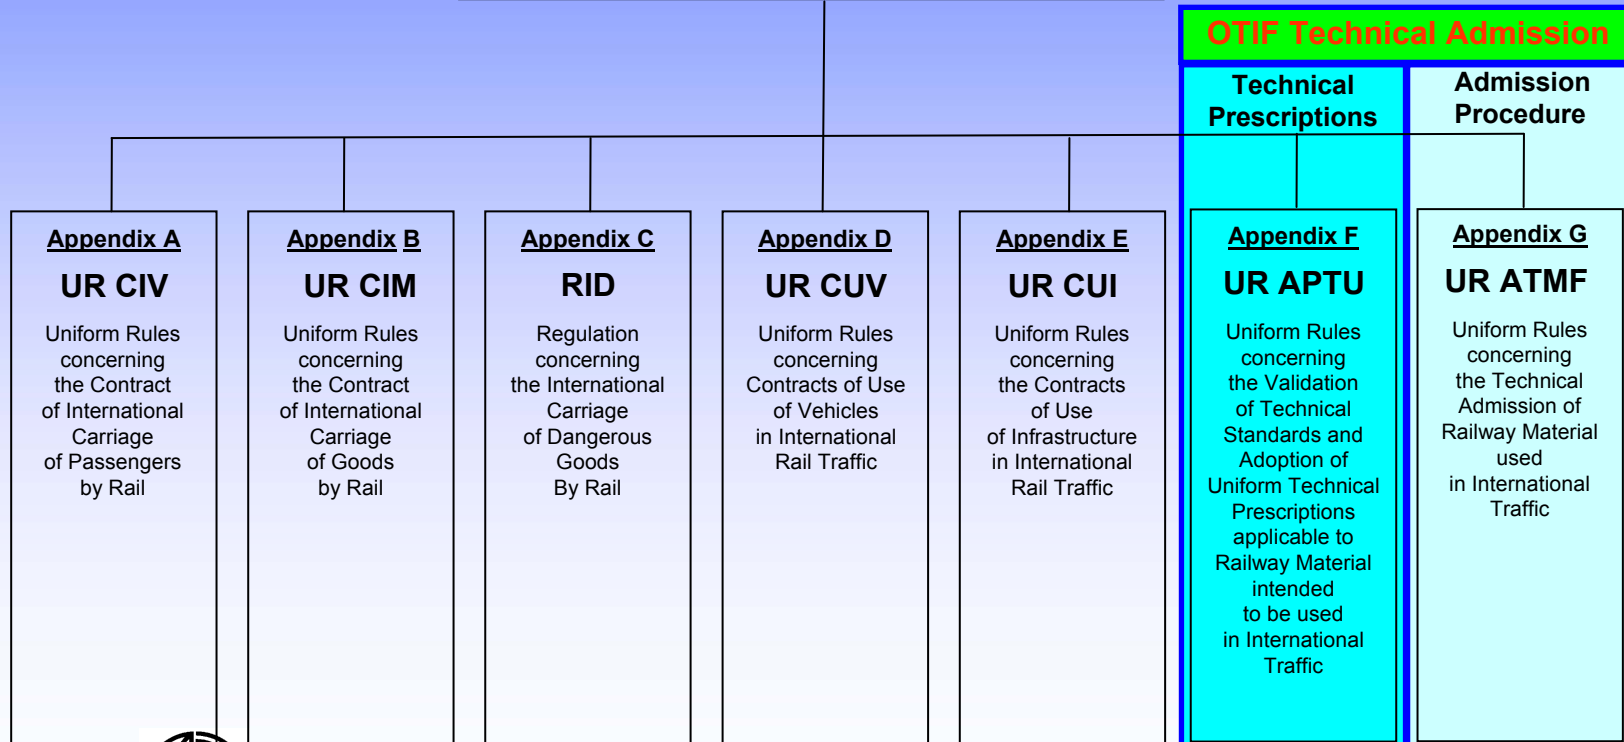 OTIF Technical Admission
Technical
Prescriptions
Admission
Procedure
Appendix A
UR CIV
Uniform Rules
concerning
the Contract
of International
Carriage
of Passengers
by Rail
Appendix B
UR CIM
Uniform Rules
concerning
the Contract
of International
Carriage
of Goods
by Rail
Appendix C
RID
Regulation
concerning
the International
Carriage
of Dangerous
Goods
By Rail
Appendix D
UR CUV
Uniform Rules
concerning
Contracts of Use
of Vehicles
in International
Rail Traffic
Appendix E
UR CUI
Uniform Rules
concerning
the Contracts
of Use
of Infrastructure
in International
Rail Traffic
Appendix F
UR APTU
Uniform Rules
concerning
the Validation
of Technical
Standards and
Adoption of
Uniform Technical
Prescriptions
applicable to
Railway Material
intended
to be used
in International
Traffic
Appendix G
UR ATMF
Uniform Rules
concerning
the Technical
Admission of
Railway Material
used
in International
Traffic